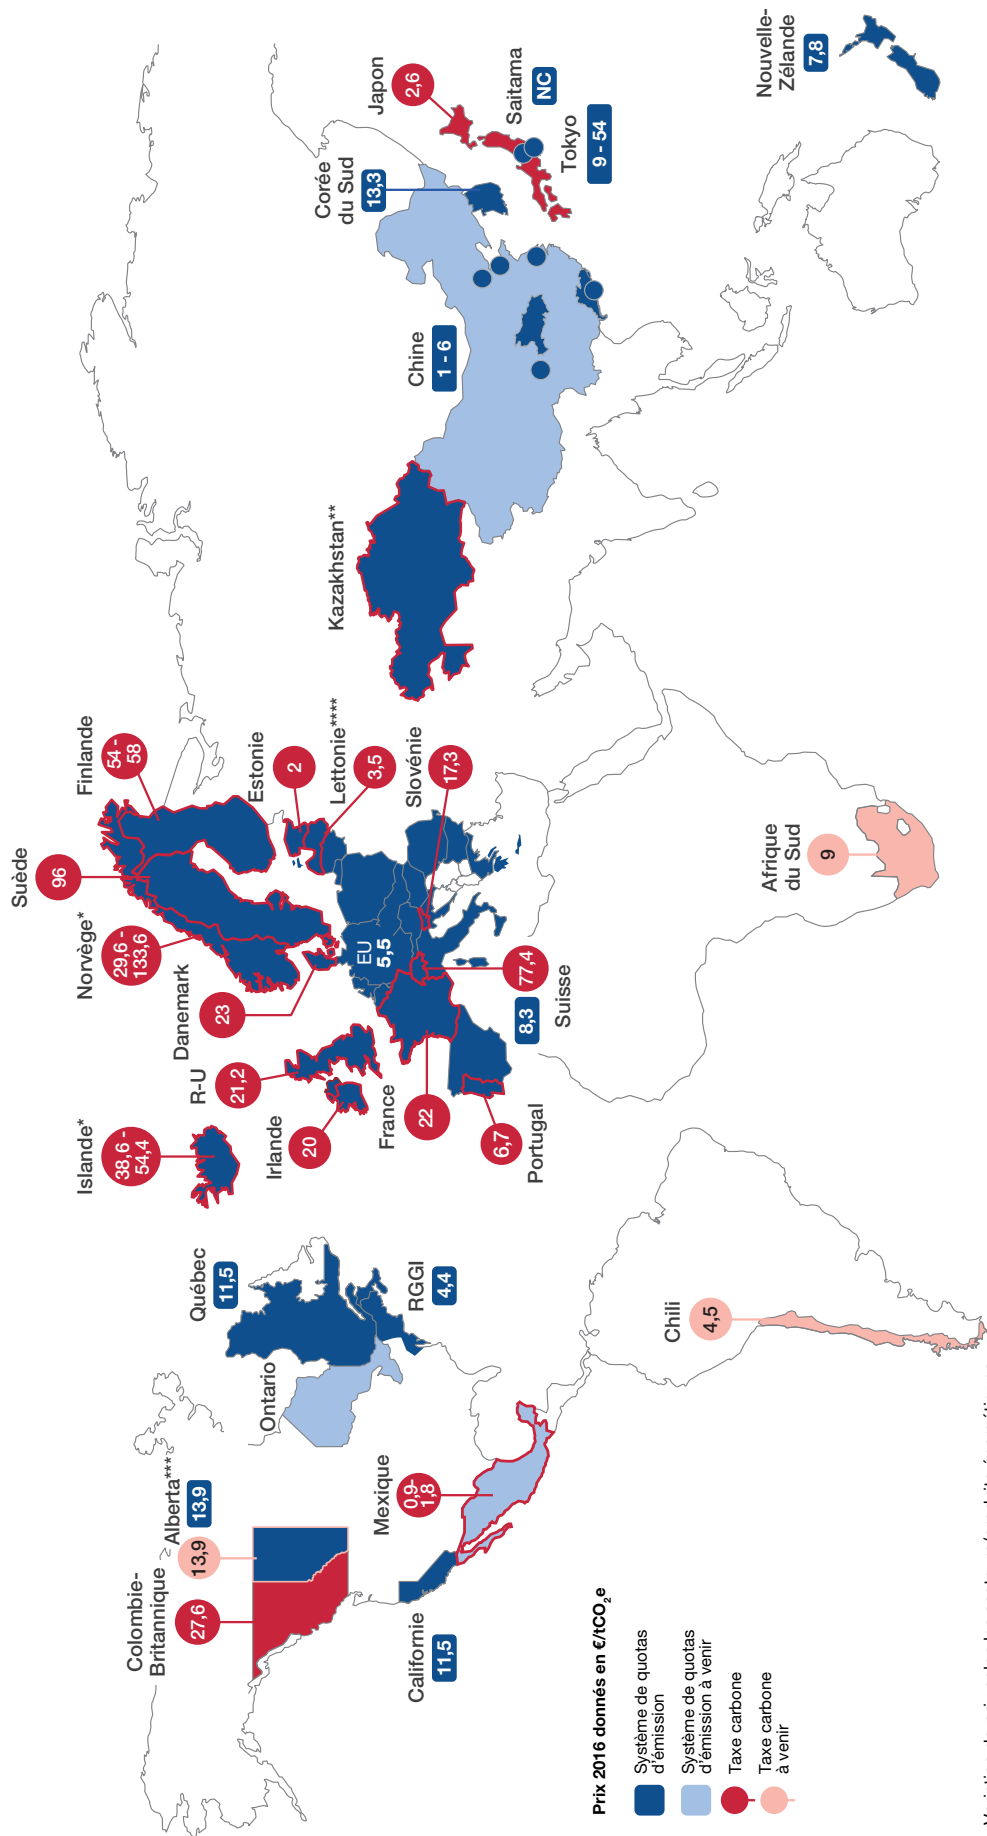 Colombie-
Britannique
27,6
Alberta***
13,9
13,9
Californie
11,5
Mexique
0,9-
1,8
Ontario
Québec
11,5
RGGI
4,4
Chili
4,5
Islande*
38,6 -
54,4
Norvège*
29,6 -
133,6
Suède
96
Finlande
54 -
58
Danemark
23
R-U
21,2
Irlande
20
France
22
Portugal
6,7
EU
5,5
Suisse
8,3
77,4
Slovénie
17,3
Estonie
2
Lettonie****
3,5
Kazakhstan**
Chine
1 - 6
Corée
du Sud
13,3
Japon
2,6
Saitama
NC
Tokyo
9 - 54
Nouvelle-
Zélande
7,8
Afrique
du Sud
9
Prix 2016 donnés en €/tCO₂e
Système de quotas
d'émission
Système de quotas
d'émission à venir
Taxe carbone
Taxe carbone
à venir